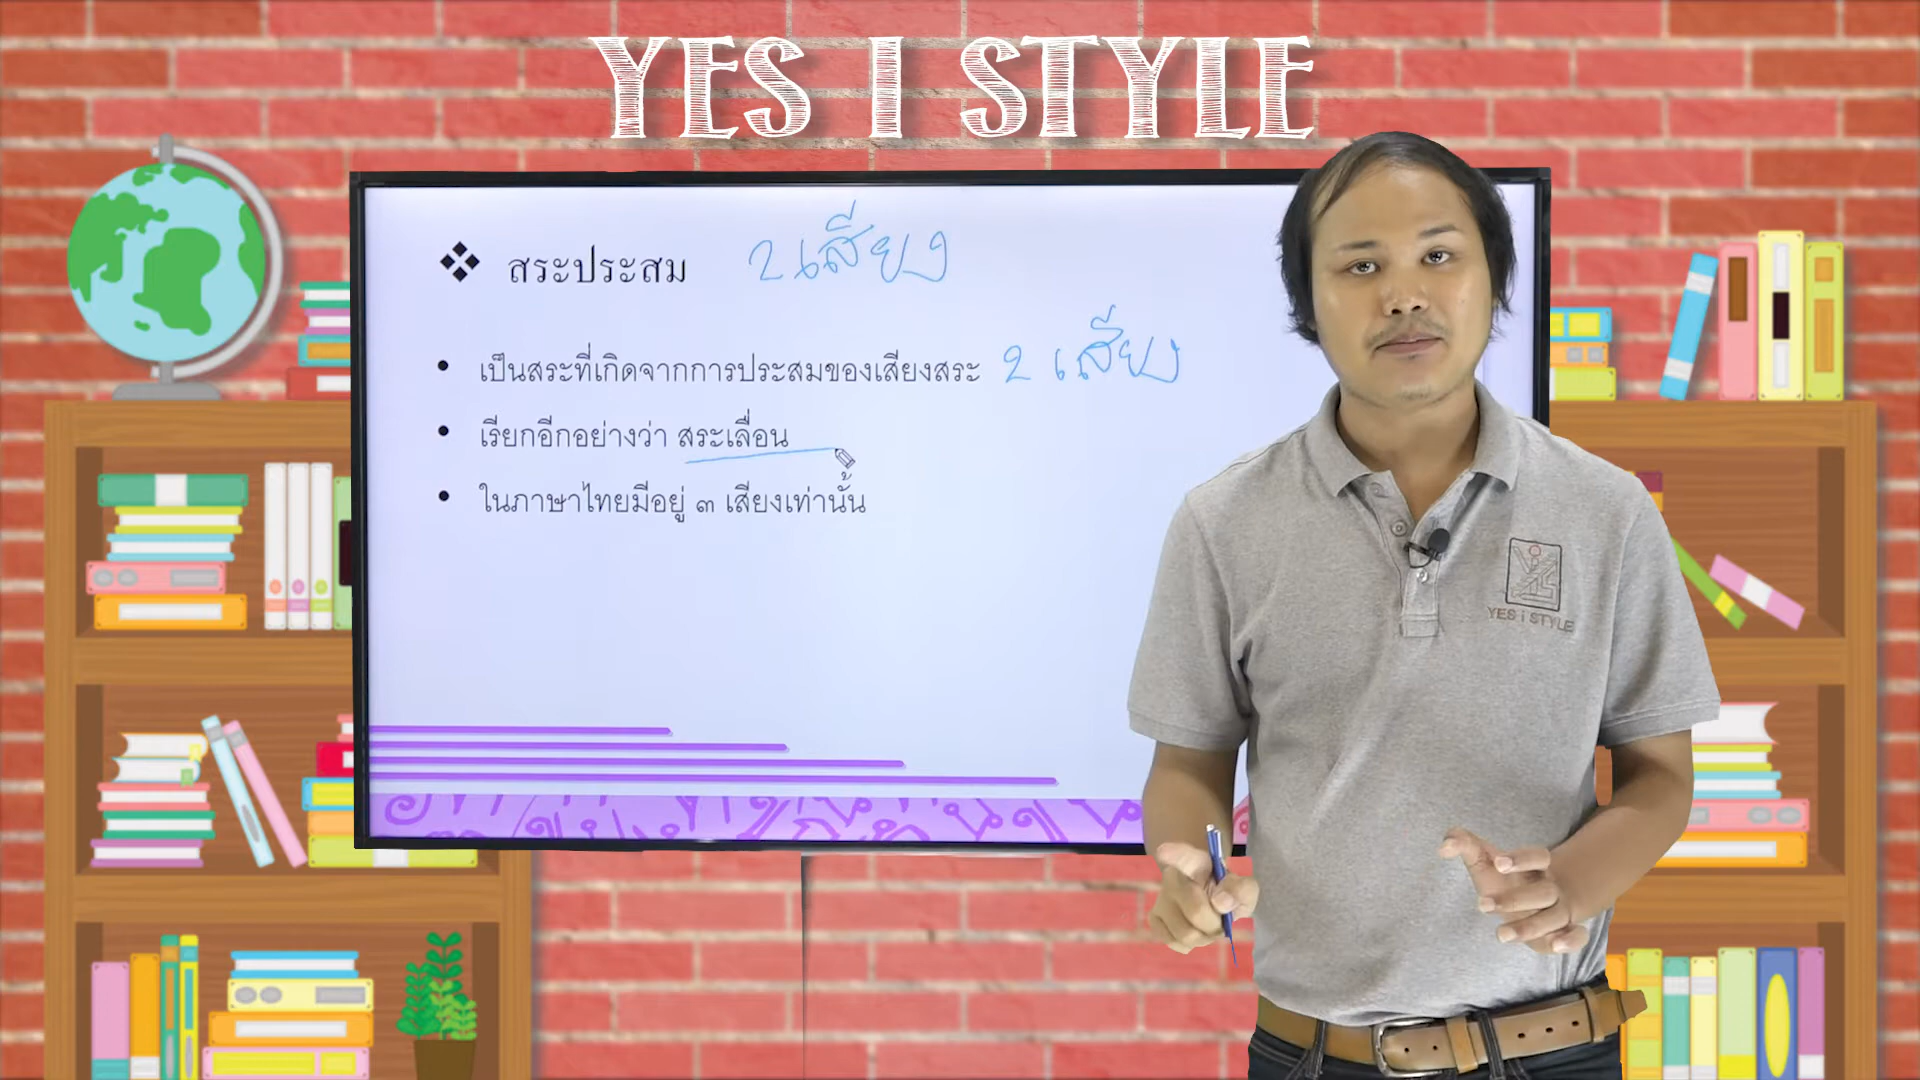 YES I STYLE
❖ สระประสม 2 เสียง
• เป็นสระที่เกิดจากการประสมของเสียงสระ 2 เสียง
• เรียกอีกอย่างว่า สระเลื่อน
• ในภาษาไทยมีอยู่ ๓ เสียงเท่านั้น
YES i STYLE